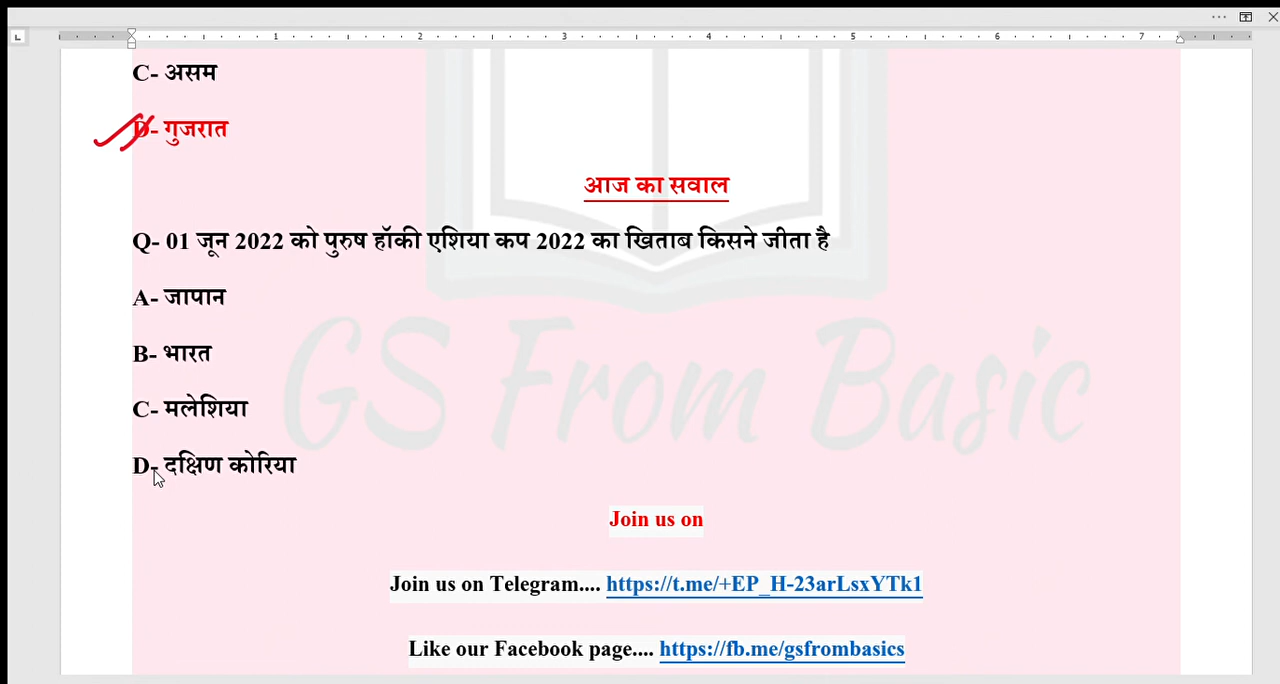 C- असम
D- गुजरात
आज का सवाल
Q- 01 जून 2022 को पुरुष हॉकी एशिया कप 2022 का खिताब किसने जीता है
A- जापान
B- भारत
C- मलेशिया
D- दक्षिण कोरिया
GS From Basic
Join us on
Join us on Telegram.... https://t.me/+EP_H-23arLsxYTk1
Like our Facebook page.... https://fb.me/gsfrombasics